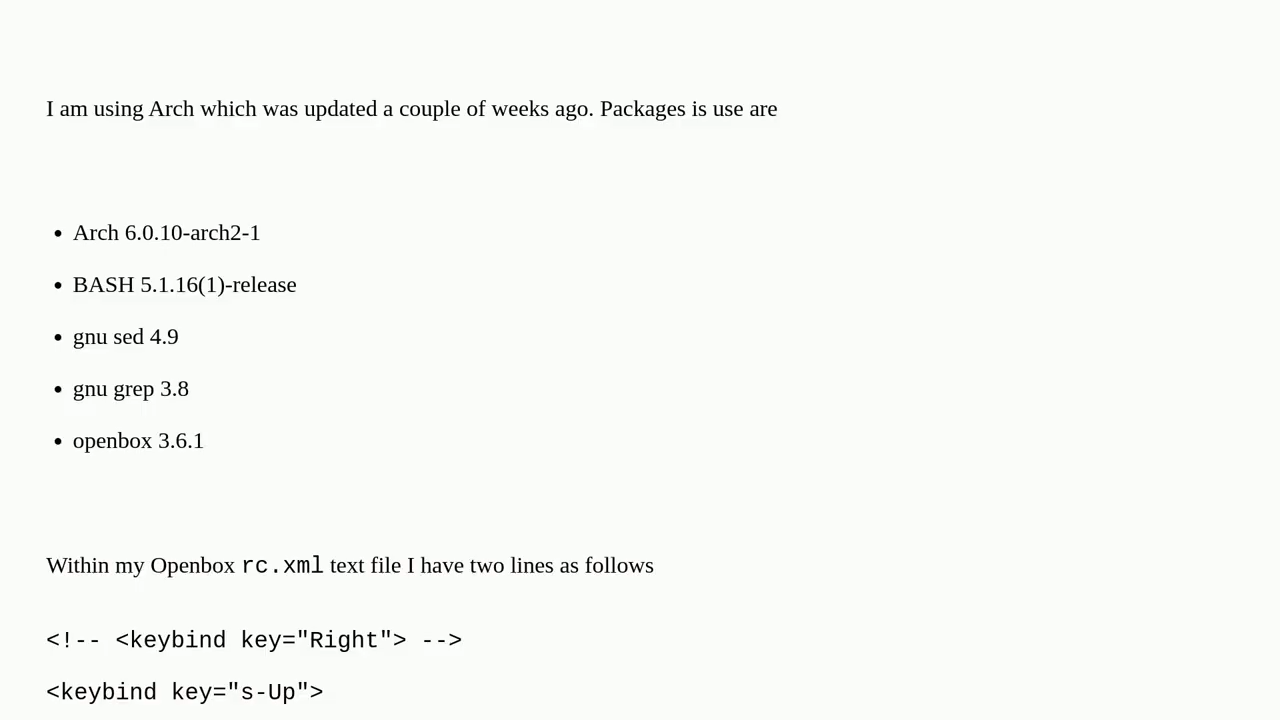 I am using Arch which was updated a couple of weeks ago. Packages is use are
• Arch 6.0.10-arch2-1
• BASH 5.1.16(1)-release
• gnu sed 4.9
• gnu grep 3.8
• openbox 3.6.1
Within my Openbox rc.xml text file I have two lines as follows
<!-- <keybind key="Right"> -->
<keybind key="s-Up">